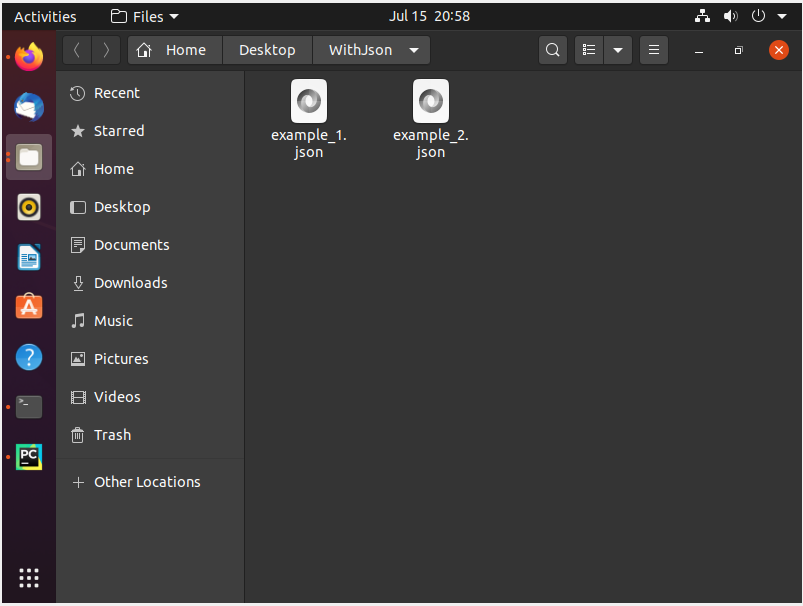 Activities Files Jul 15 20:58
Home Desktop WithJson
Recent
Starred
Home
Desktop
Documents
Downloads
Music
Pictures
Videos
Trash
Other Locations
example_1.
json
example_2.
json
?
>_
PC